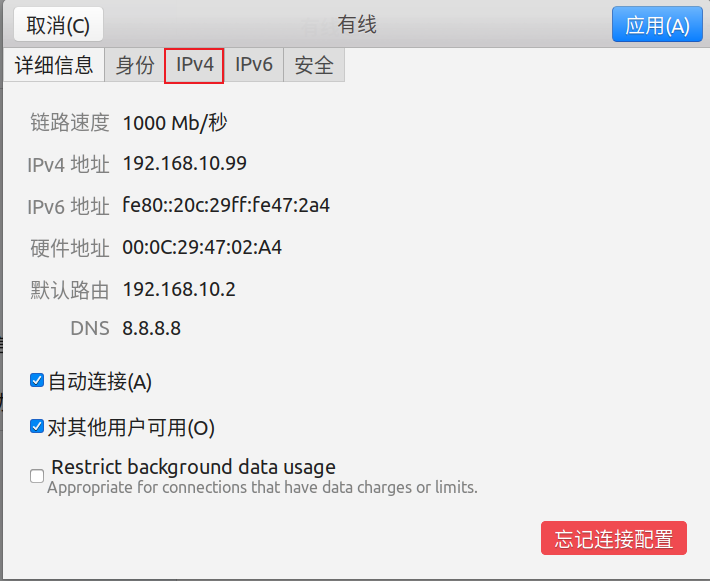 取消(C) 有线 应用(A)
详细信息 身份 IPv4 IPv6 安全
链路速度 1000 Mb/秒
IPv4 地址 192.168.10.99
IPv6 地址 fe80::20c:29ff:fe47:2a4
硬件地址 00:0C:29:47:02:A4
默认路由 192.168.10.2
DNS 8.8.8.8
自动连接(A)
对其他用户可用(O)
Restrict background data usage
Appropriate for connections that have data charges or limits.
忘记连接配置